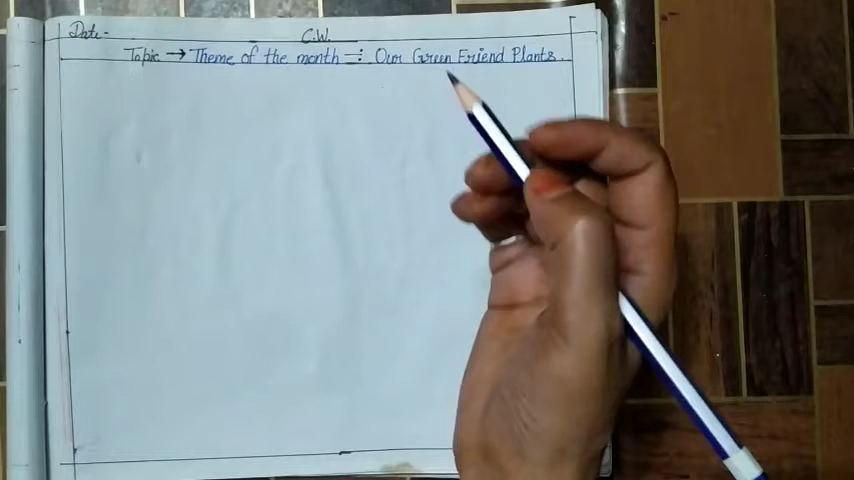 Date-
C.W.
Topic → Theme of the month =: Our Green Friend Plants.